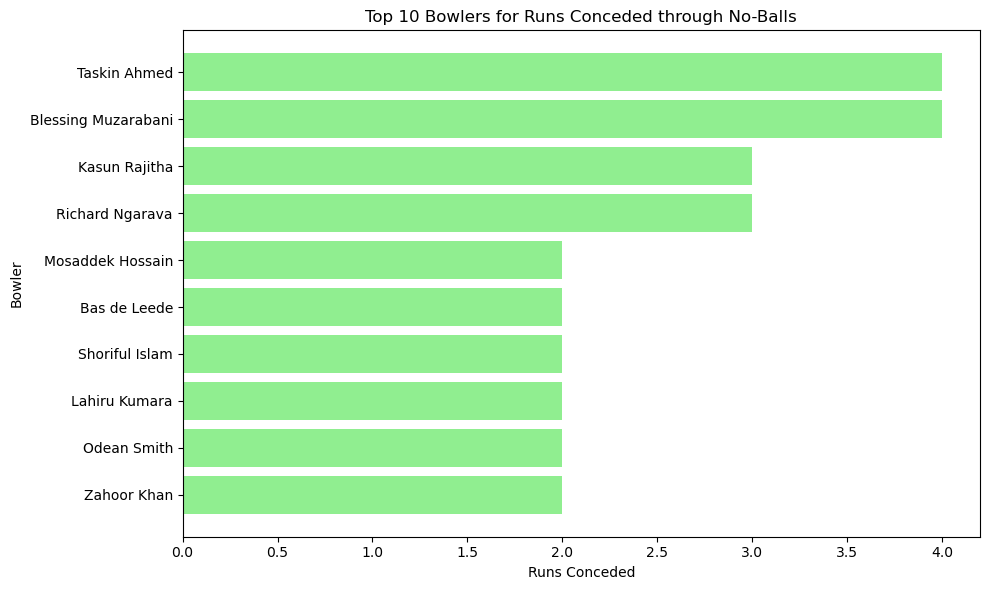 Top 10 Bowlers for Runs Conceded through No-Balls
Taskin Ahmed
Blessing Muzarabani
Kasun Rajitha
Richard Ngarava
Mosaddek Hossain
Bas de Leede
Shoriful Islam
Lahiru Kumara
Odean Smith
Zahoor Khan
Bowler
0.0 0.5 1.0 1.5 2.0 2.5 3.0 3.5 4.0
Runs Conceded